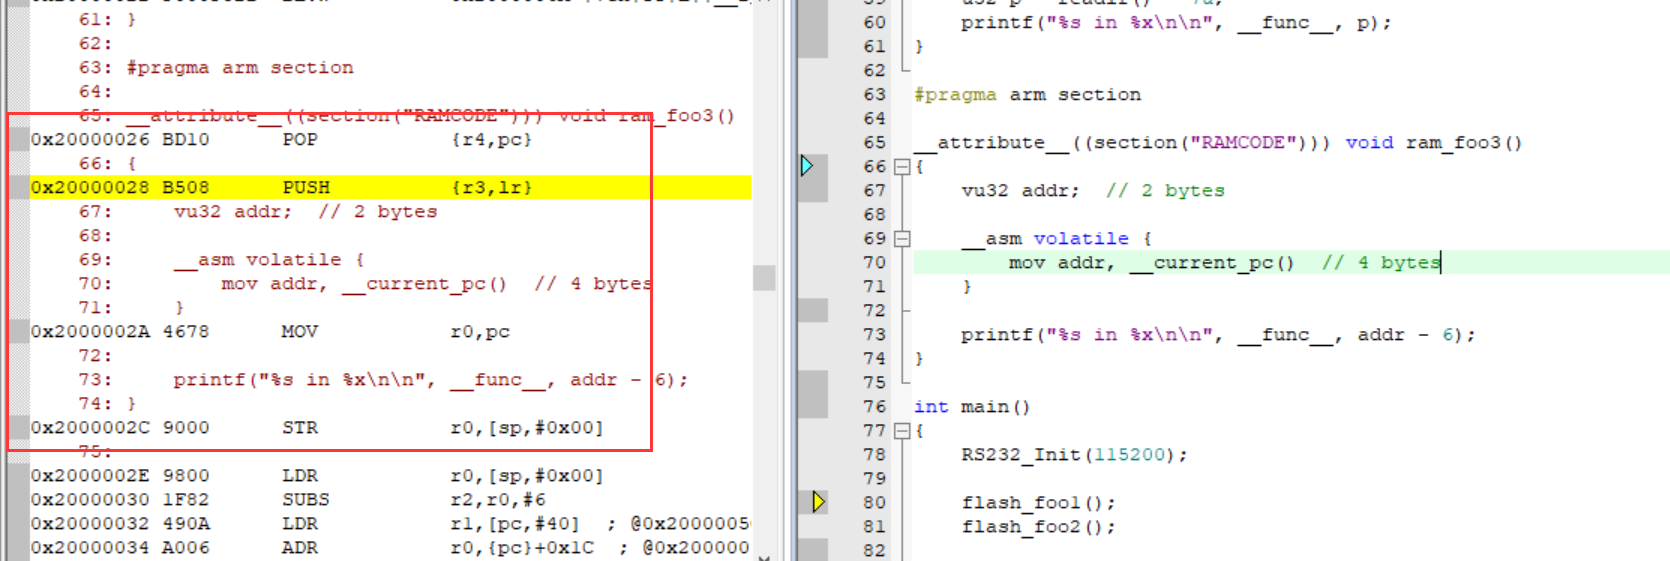 61: }
62:
63: #pragma arm section
64:
65: __attribute__((section("RAMCODE"))) void ram_foo3()
0x20000026 BD10 POP {r4,pc}
66: {
0x20000028 B508 PUSH {r3,lr}
67: vu32 addr; // 2 bytes
68:
69: __asm volatile {
70: mov addr, __current_pc() // 4 bytes
71: }
0x2000002A 4678 MOV r0,pc
72:
73: printf("%s in %x\n\n", __func__, addr - 6);
74: }
0x2000002C 9000 STR r0,[sp,#0x00]
75:
0x2000002E 9800 LDR r0,[sp,#0x00]
0x20000030 1F82 SUBS r2,r0,#6
0x20000032 490A LDR r1,[pc,#40] ; @0x2000005
0x20000034 A006 ADR r0,{pc}+0x1C ; @0x200000
60 printf("%s in %x\n\n", __func__, p);
61 }
62
63 #pragma arm section
64
65 __attribute__((section("RAMCODE"))) void ram_foo3()
66 {
67 vu32 addr; // 2 bytes
68
69 __asm volatile {
70 mov addr, __current_pc() // 4 bytes
71 }
72
73 printf("%s in %x\n\n", __func__, addr - 6);
74 }
75
76 int main()
77 {
78 RS232_Init(115200);
79
80 flash_foo1();
81 flash_foo2();
82